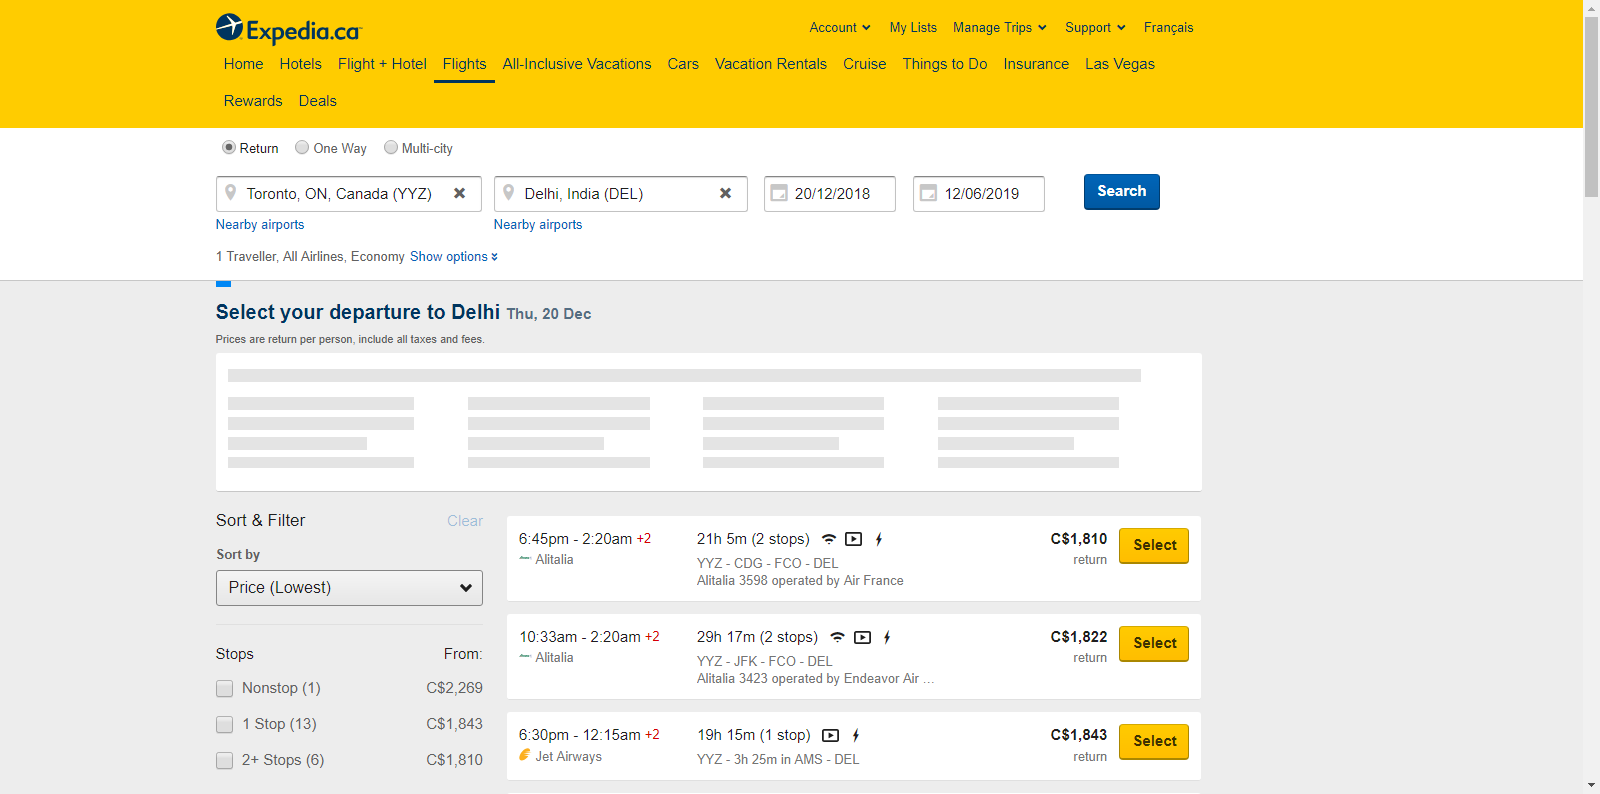 Expedia.ca
Account My Lists Manage Trips Support Français
Home Hotels Flight + Hotel Flights All-Inclusive Vacations Cars Vacation Rentals Cruise Things to Do Insurance Las Vegas
Rewards Deals
Return One Way Multi-city
Toronto, ON, Canada (YYZ) Delhi, India (DEL) 20/12/2018 12/06/2019 Search
Nearby airports Nearby airports
1 Traveller, All Airlines, Economy Show options
Select your departure to Delhi Thu, 20 Dec
Prices are return per person, include all taxes and fees.
Sort & Filter Clear
Sort by
Price (Lowest)
Stops From:
Nonstop (1) C$2,269
1 Stop (13) C$1,843
2+ Stops (6) C$1,810
6:45pm - 2:20am +2 21h 5m (2 stops) C$1,810 Select
Alitalia YYZ - CDG - FCO - DEL return
Alitalia 3598 operated by Air France
10:33am - 2:20am +2 29h 17m (2 stops) C$1,822 Select
Alitalia YYZ - JFK - FCO - DEL return
Alitalia 3423 operated by Endeavor Air ...
6:30pm - 12:15am +2 19h 15m (1 stop) C$1,843 Select
Jet Airways YYZ - 3h 25m in AMS - DEL return